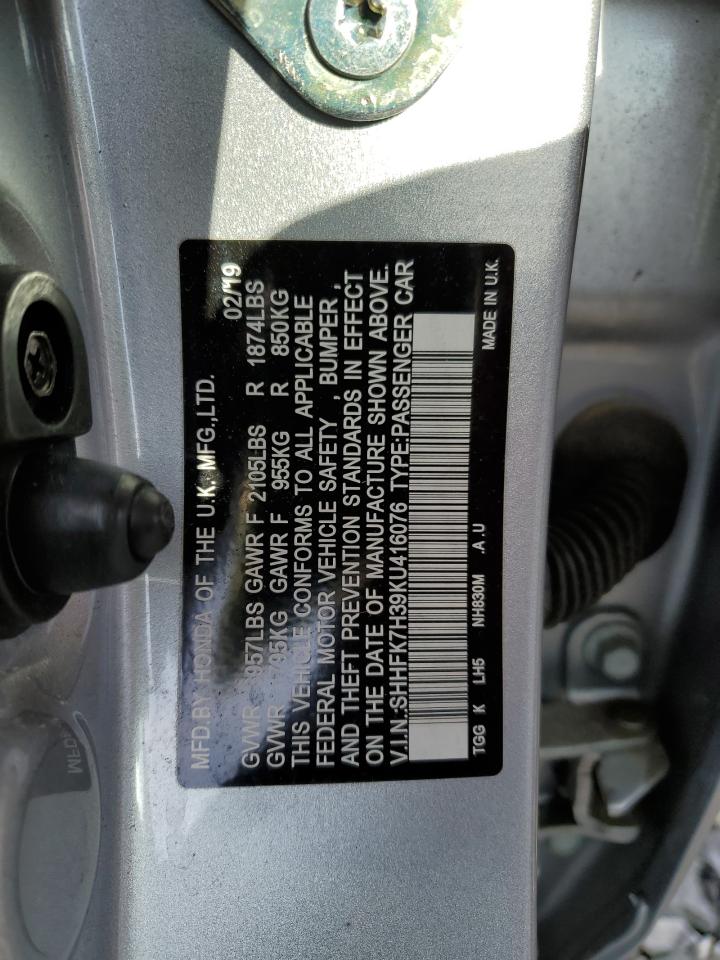 MFD.BY HONDA OF THE U.K. MFG.,LTD. 02/19
GVWR 957LBS GAWR F 2105LBS R 1874LBS
GVWR 795KG GAWR F 955KG R 850KG
THIS VEHICLE CONFORMS TO ALL APPLICABLE
FEDERAL MOTOR VEHICLE SAFETY , BUMPER ,
AND THEFT PREVENTION STANDARDS IN EFFECT
ON THE DATE OF MANUFACTURE SHOWN ABOVE.
V.I.N.:SHHFK7H39KU416076 TYPE:PASSENGER CAR
TGG K LH5 NH830M .A.U MADE IN U.K.